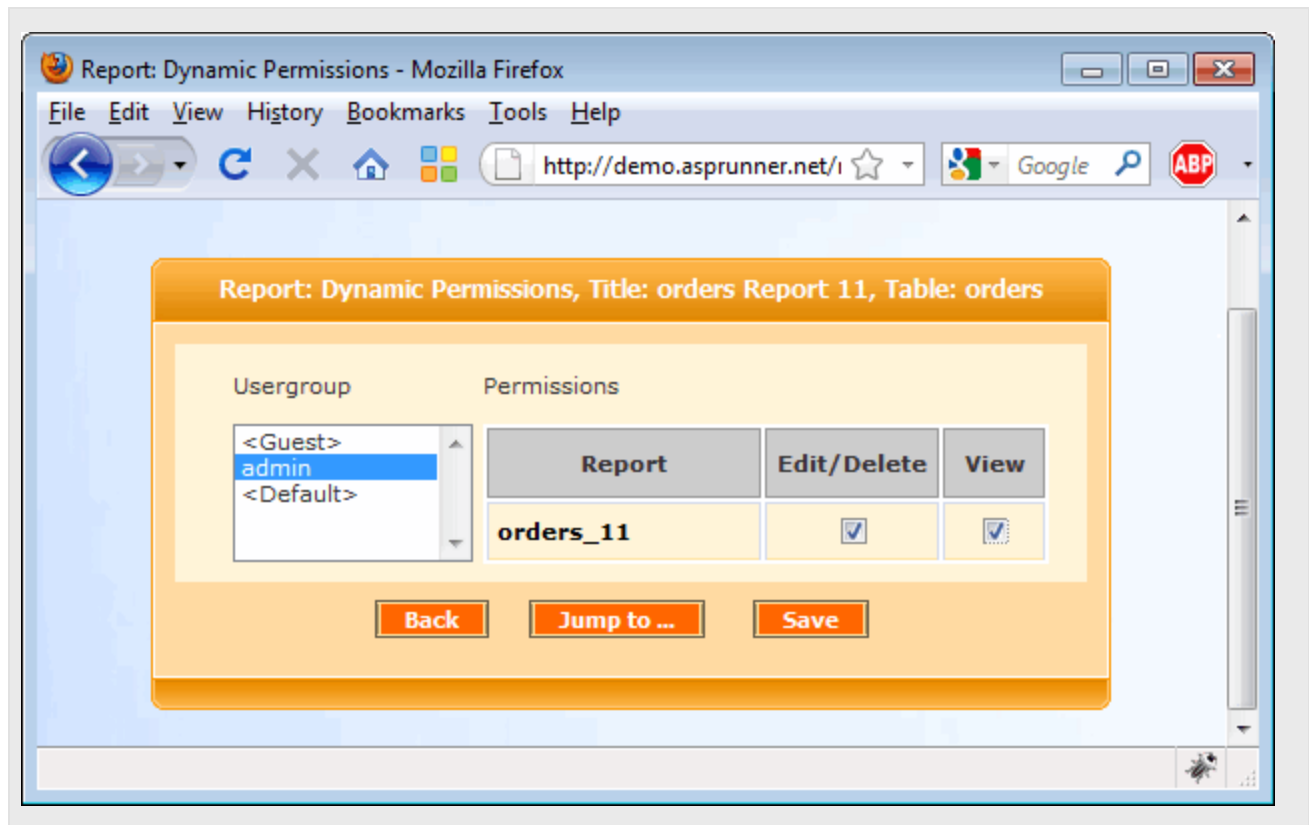 Report: Dynamic Permissions - Mozilla Firefox
File Edit View History Bookmarks Tools Help
http://demo.asprunner.net/ Google ABP
Report: Dynamic Permissions, Title: orders Report 11, Table: orders
Usergroup Permissions
<Guest>
admin
<Default>
Report Edit/Delete View
orders_11
Back Jump to ... Save